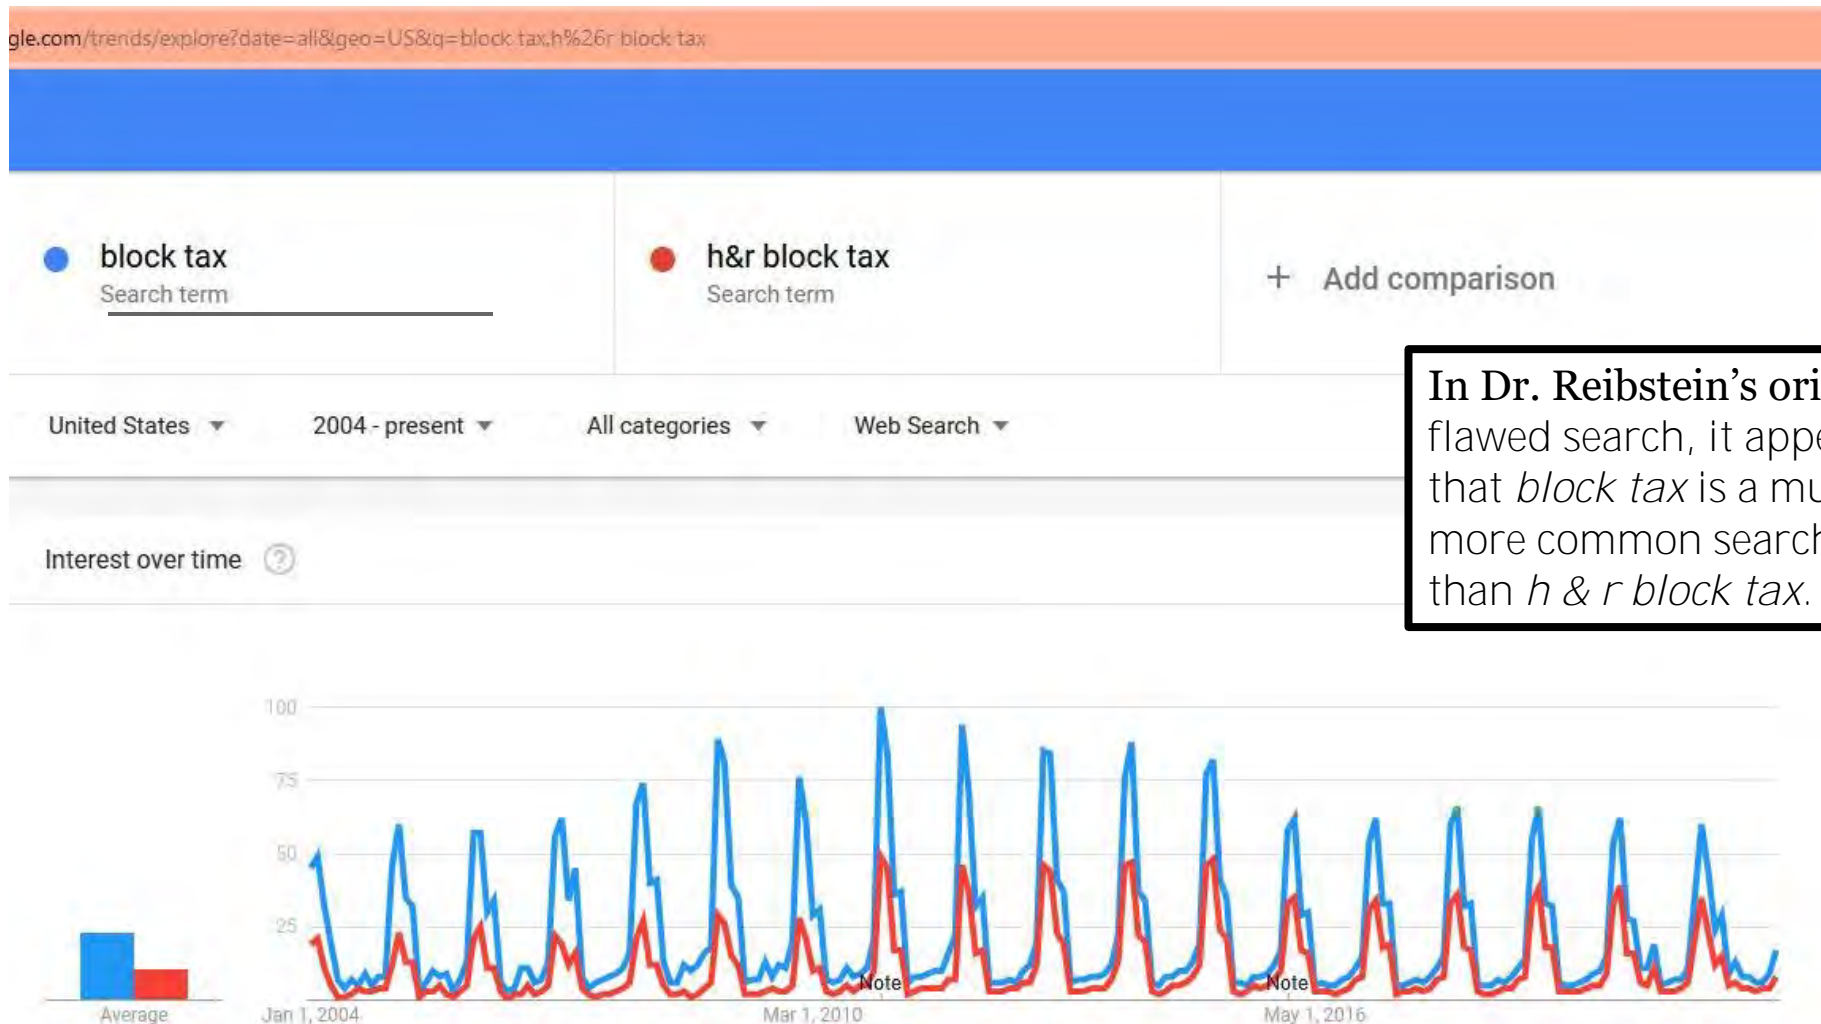 gle.com/trends/explore?date=all&geo=US&q=block tax,h%26r block tax
block tax
Search term
h&r block tax
Search term
+ Add comparison
United States
2004 - present
All categories
Web Search
In Dr. Reibstein’s ori
flawed search, it appe
that block tax is a mu
more common search
than h & r block tax.
Interest over time
100
75
50
25
Note
Note
Average
Jan 1, 2004
Mar 1, 2010
May 1, 2016